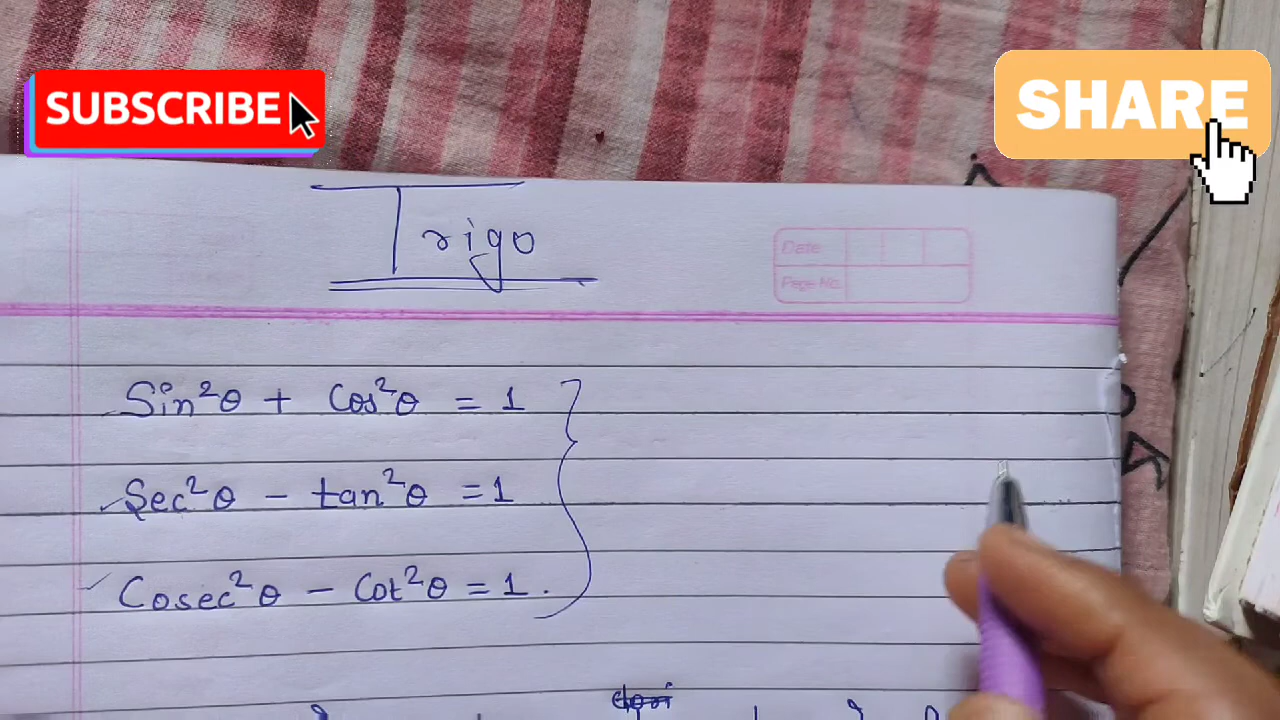 SUBSCRIBE
SHARE
Trigo
Date
Page No.
Sin²θ + Cos²θ = 1
Sec²θ - tan²θ = 1
Cosec²θ - Cot²θ = 1.